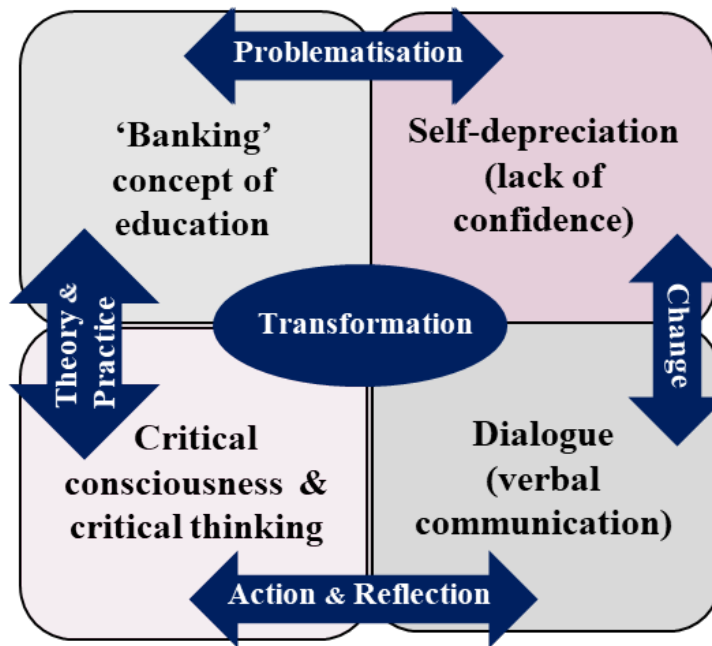 Problematisation
‘Banking’
concept of
education
Self-depreciation
(lack of
confidence)
Theory &
Practice
Transformation
Change
Critical
consciousness &
critical thinking
Dialogue
(verbal
communication)
Action & Reflection